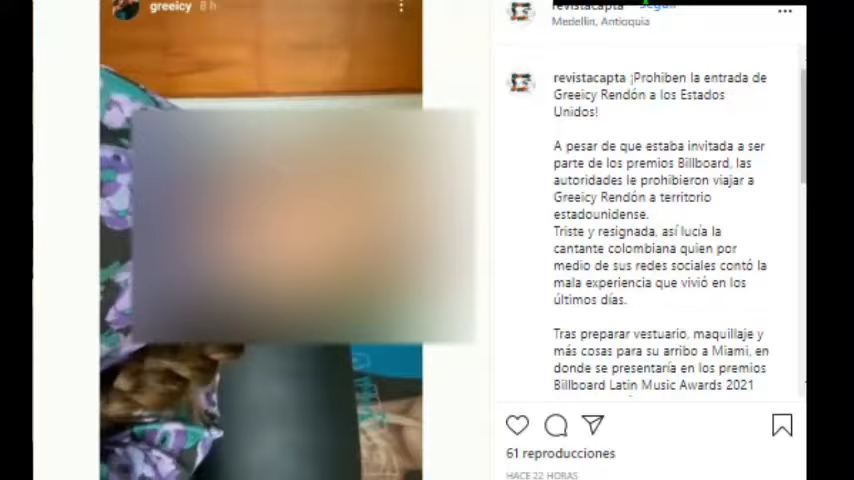 greeicy 8 h
revistacapta Seguir
Medellín, Antioquia
revistacapta ¡Prohiben la entrada de
Greeicy Rendón a los Estados
Unidos!
A pesar de que estaba invitada a ser
parte de los premios Billboard, las
autoridades le prohibieron viajar a
Greeicy Rendón a territorio
estadounidense.
Triste y resignada, así lucía la
cantante colombiana quien por
medio de sus redes sociales contó la
mala experiencia que vivió en los
últimos días.
Tras preparar vestuario, maquillaje y
más cosas para su arribo a Miami, en
donde se presentaría en los premios
Billboard Latin Music Awards 2021
61 reproducciones
HACE 22 HORAS